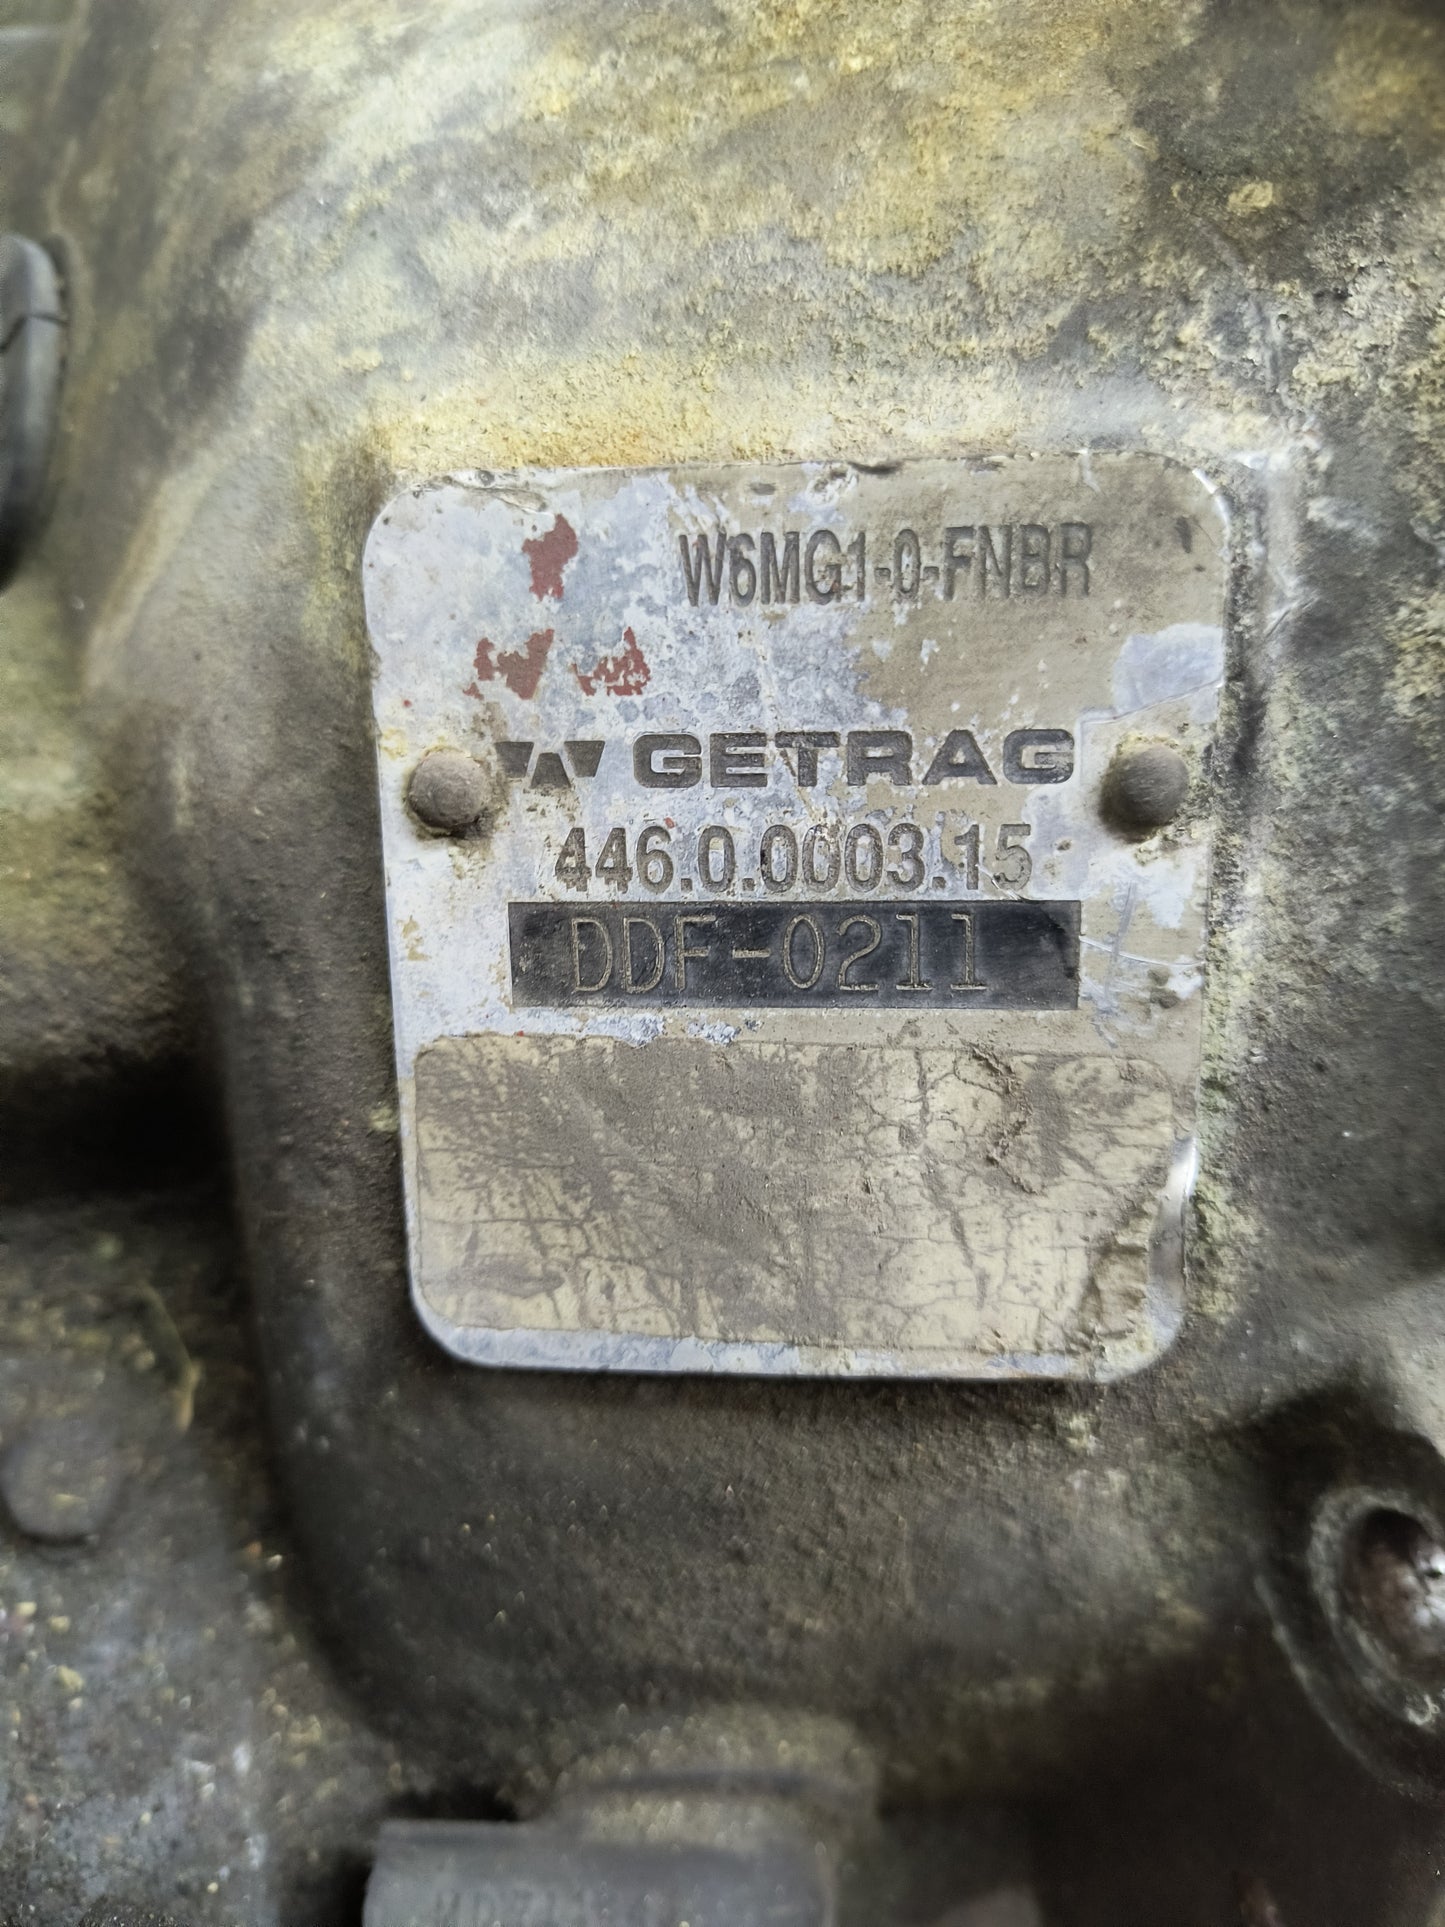 W6MG1-0-FNBR
GETRAG
446.0.0003.15
DDF-0211